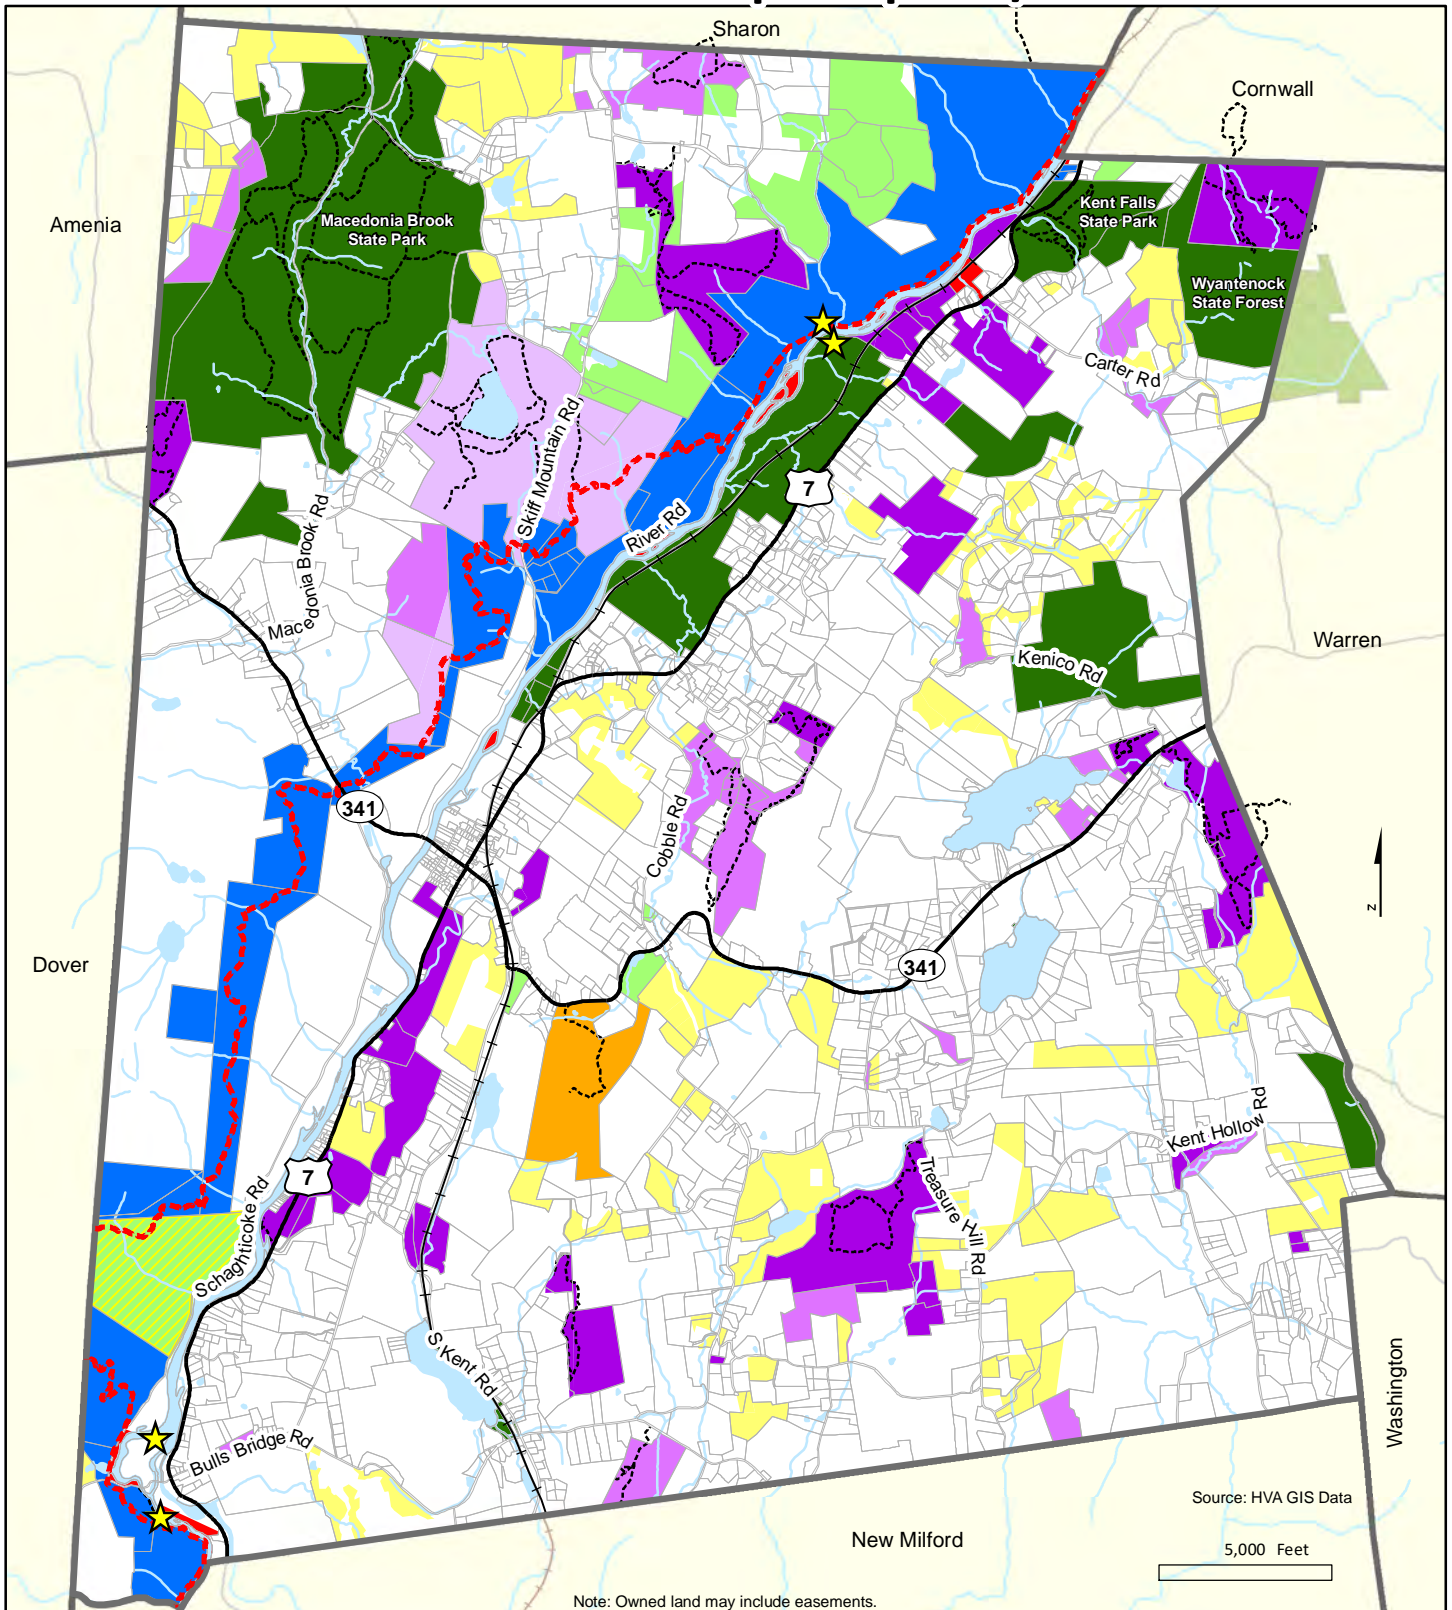 Sharon
Cornwall
Amenia
Macedonia Brook
State Park
Kent Falls
State Park
Wyantenock
State Forest
Carter Rd
Skiff Mountain Rd
7
River Rd
Macedonia Brook Rd
Warren
Kenico Rd
341
Cobble Rd
Dover
341
N
Kent Hollow Rd
7
Treasure Hill Rd
Schaghticoke Rd
S. Kent Rd
Washington
Bulls Bridge Rd
Source: HVA GIS Data
New Milford
5,000 Feet
Note: Owned land may include easements.